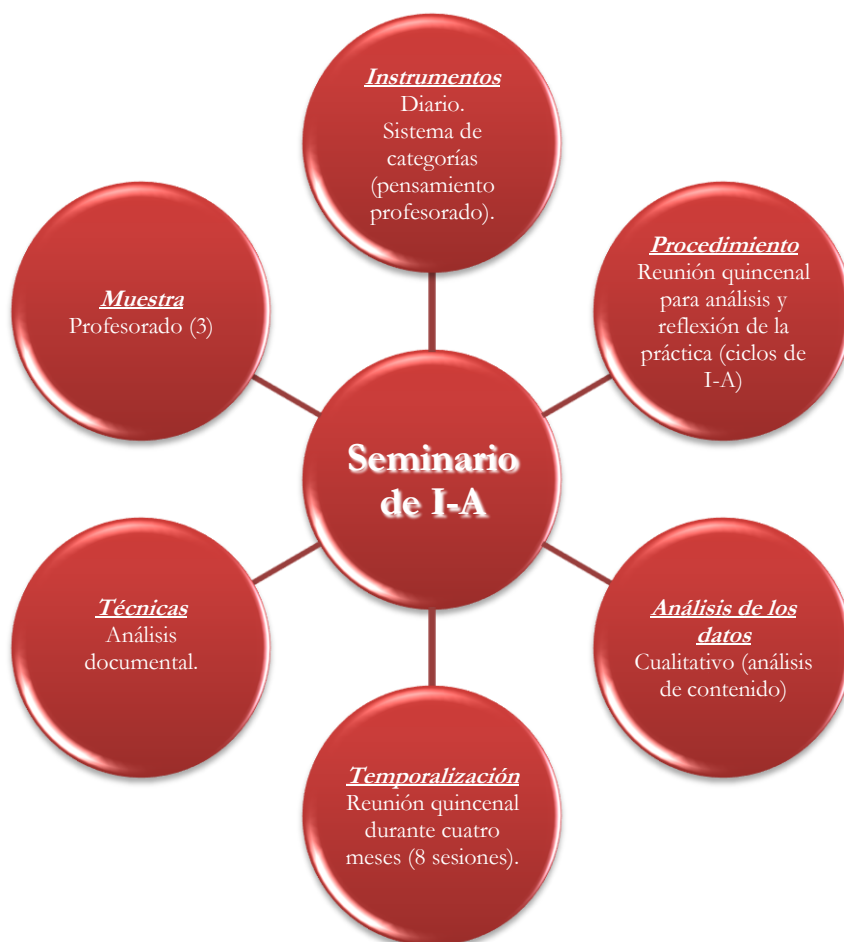 Instrumentos
Diario.
Sistema de
categorías
(pensamiento
profesorado).
Procedimiento
Reunión quincenal
para análisis y
reflexión de la
práctica (ciclos de
I-A)
Muestra
Profesorado (3)
Seminario
de I-A
Técnicas
Análisis
documental.
Análisis de los
datos
Cualitativo (análisis
de contenido)
Temporalización
Reunión quincenal
durante cuatro
meses (8 sesiones).